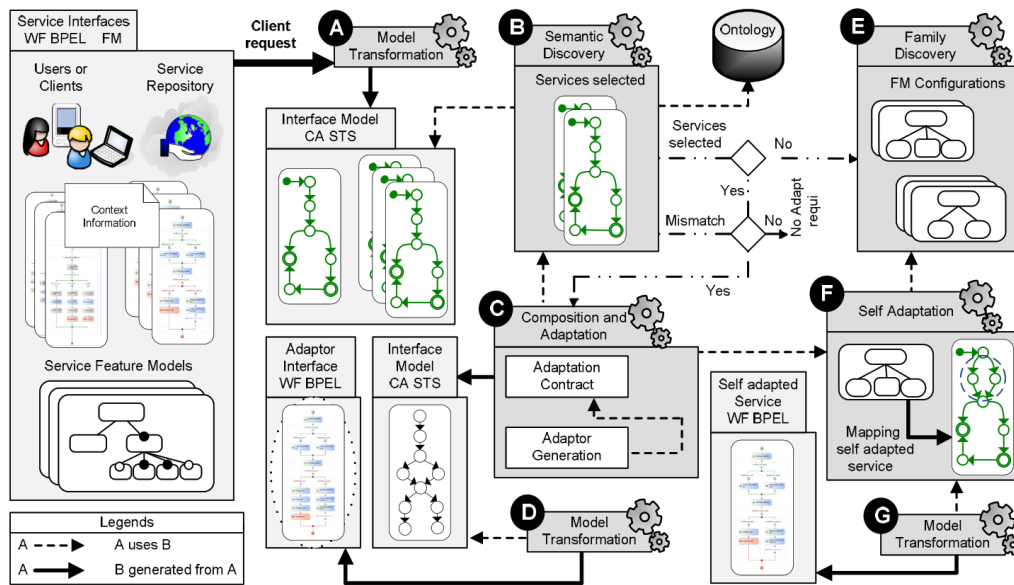 Service Interfaces
WF BPEL FM
Users or
Clients
Service
Repository
Context
Information
Service Feature Models
Legends
A A uses B
A B generated from A
Client
request
A
Model
Transformation
Interface Model
CA STS
B
Semantic
Discovery
Services selected
Ontology
Services
selected
No
Yes
Mismatch
No
No Adapt
requi
Yes
E
Family
Discovery
FM Configurations
C
Composition and
Adaptation
Adaptation
Contract
Adaptor
Generation
Adaptor
Interface
WF BPEL
Interface
Model
CA STS
D
Model
Transformation
Self adapted
Service
WF BPEL
F
Self Adaptation
Mapping
self adapted
service
G
Model
Transformation